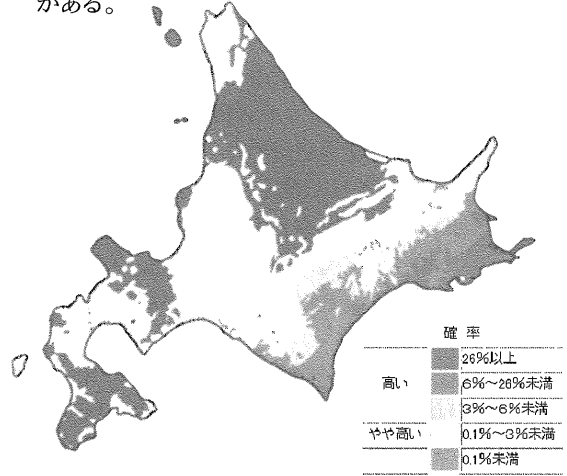 がある。
確率
26%以上
高い 6%～26%未満
3%～6%未満
やや高い 0.1%～3%未満
0.1%未満